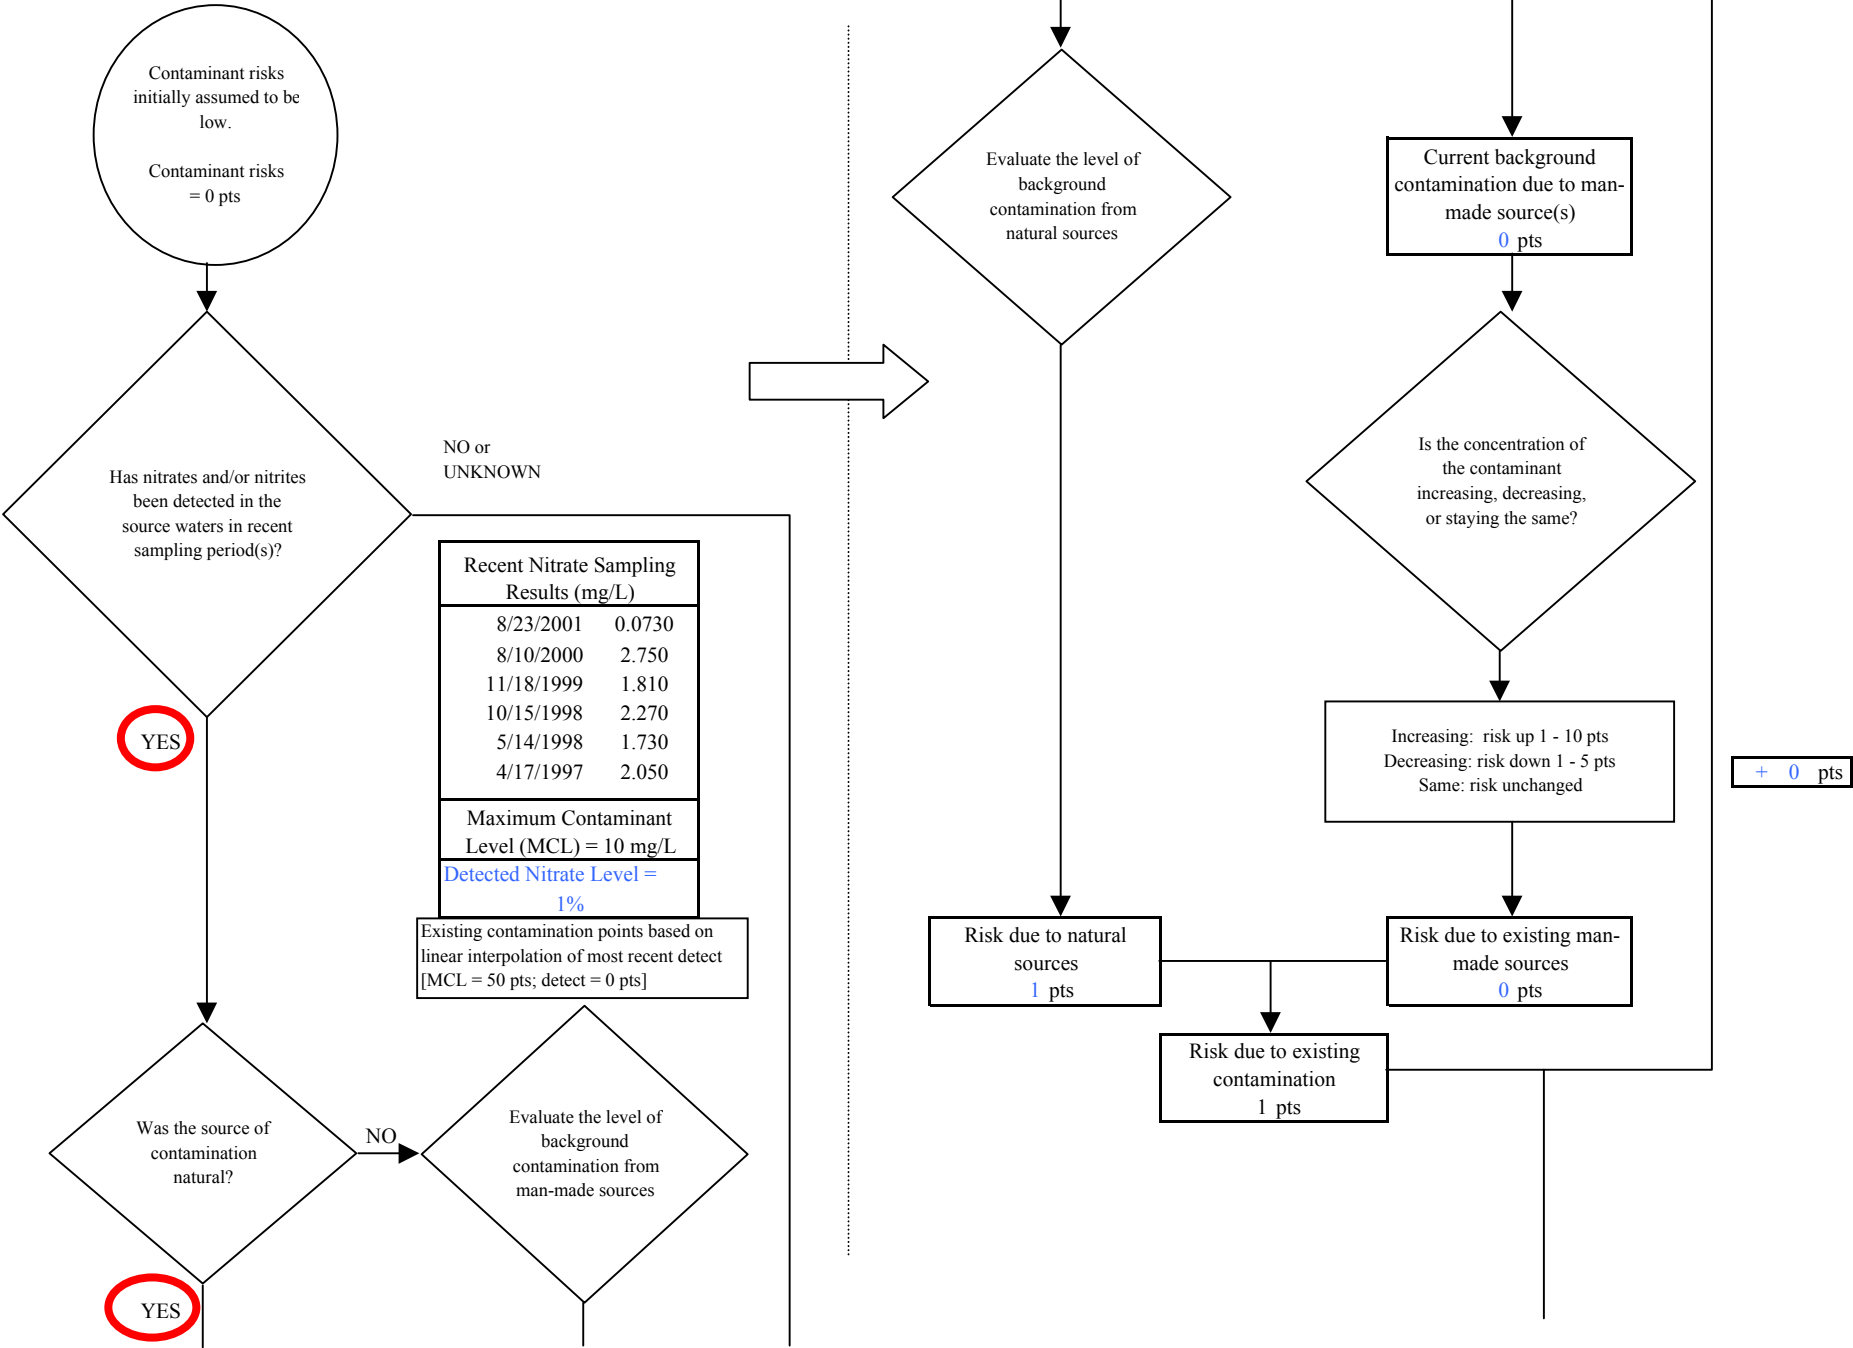 Contaminant risks
initially assumed to be
low.
Contaminant risks
= 0 pts
Has nitrates and/or nitrites
been detected in the
source waters in recent
sampling period(s)?
NO or
UNKNOWN
YES
Recent Nitrate Sampling
Results (mg/L)
8/23/2001 0.0730
8/10/2000 2.750
11/18/1999 1.810
10/15/1998 2.270
5/14/1998 1.730
4/17/1997 2.050
Maximum Contaminant
Level (MCL) = 10 mg/L
Detected Nitrate Level =
1%
Existing contamination points based on
linear interpolation of most recent detect
[MCL = 50 pts; detect = 0 pts]
Was the source of
contamination
natural?
NO
YES
Evaluate the level of
background
contamination from
man-made sources
Evaluate the level of
background
contamination from
natural sources
Current background
contamination due to man-
made source(s)
0 pts
Is the concentration of
the contaminant
increasing, decreasing,
or staying the same?
Increasing: risk up 1 - 10 pts
Decreasing: risk down 1 - 5 pts
Same: risk unchanged
+ 0 pts
Risk due to natural
sources
1 pts
Risk due to existing man-
made sources
0 pts
Risk due to existing
contamination
1 pts